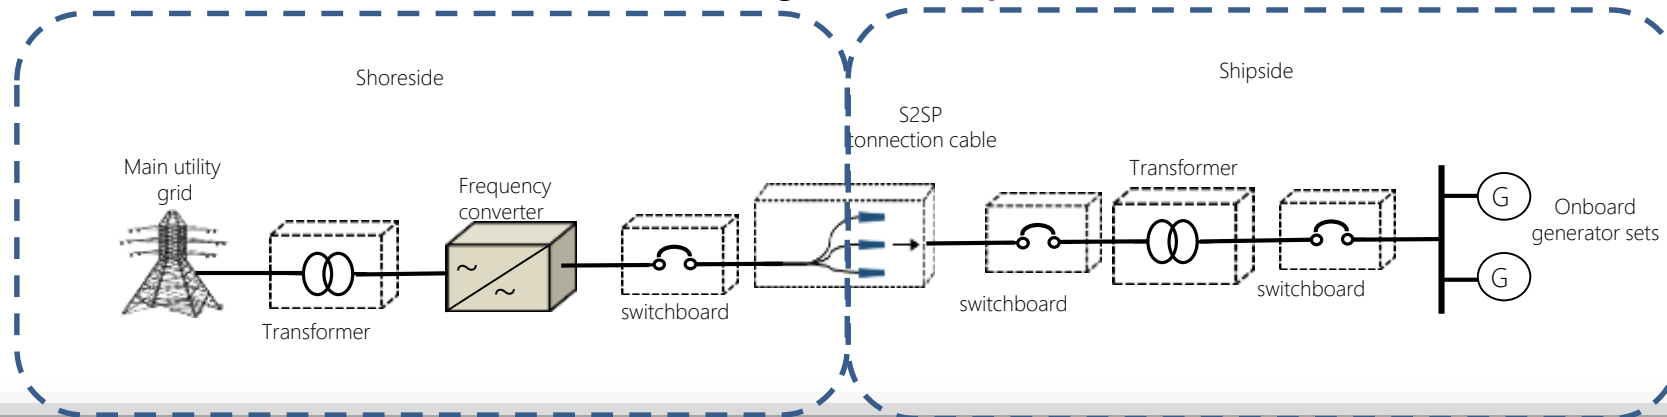 Shoreside
Shipside
S2SP
connection cable
Main utility
grid
Transformer
Frequency
converter
switchboard
switchboard
Transformer
switchboard
G
G
Onboard
generator sets